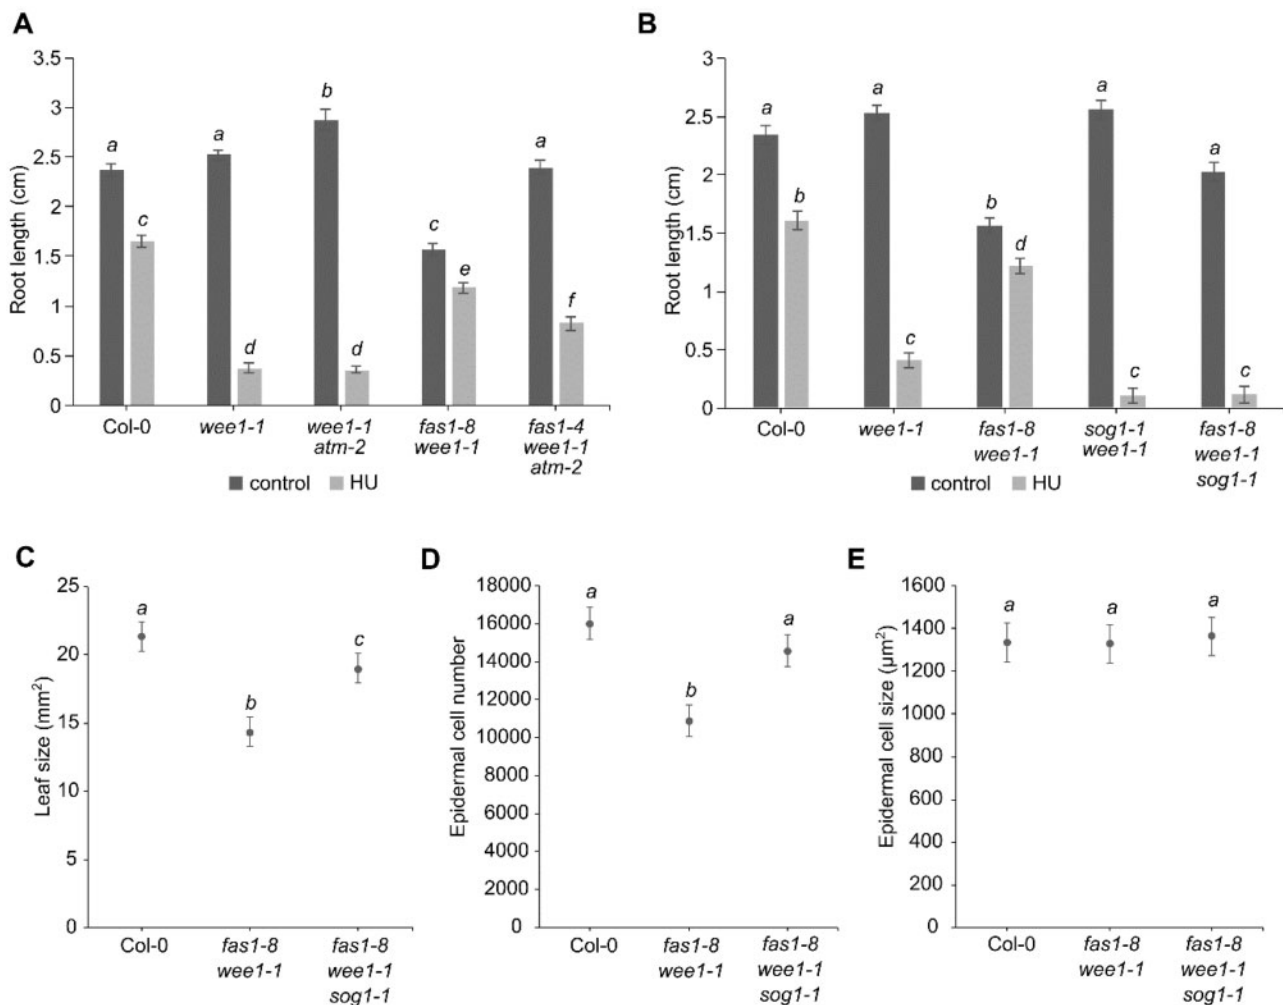 A
3.5
3
2.5
2
1.5
1
0.5
0
Root length (cm)
a
c
a
d
b
d
c
e
a
f
Col-0
wee1-1
wee1-1
atm-2
fas1-8
wee1-1
fas1-4
wee1-1
atm-2
control HU
B
3
2.5
2
1.5
1
0.5
0
Root length (cm)
a
b
a
c
b
d
a
c
a
c
Col-0
wee1-1
fas1-8
wee1-1
sog1-1
wee1-1
fas1-8
wee1-1
sog1-1
control HU
C
25
20
15
10
5
0
Leaf size (mm²)
a
b
c
Col-0
fas1-8
wee1-1
fas1-8
wee1-1
sog1-1
D
18000
16000
14000
12000
10000
8000
6000
4000
2000
0
Epidermal cell number
a
b
a
Col-0
fas1-8
wee1-1
fas1-8
wee1-1
sog1-1
E
1600
1400
1200
1000
800
600
400
200
0
Epidermal cell size (µm²)
a
a
a
Col-0
fas1-8
wee1-1
fas1-8
wee1-1
sog1-1